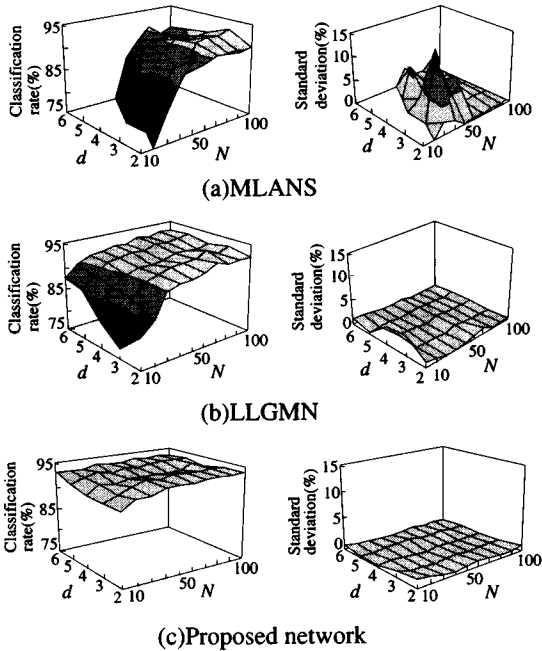 Classification
rate(%)
95
85
75
6
5
4
3
2
d
10
50
100
N
Standard
deviation(%)
15
10
5
0
6
5
4
3
2
d
10
50
100
N
(a)MLANS
Classification
rate(%)
95
85
75
6
5
4
3
2
d
10
50
100
N
Standard
deviation(%)
15
10
5
0
6
5
4
3
2
d
10
50
100
N
(b)LLGMN
Classification
rate(%)
95
85
75
6
5
4
3
2
d
10
50
100
N
Standard
deviation(%)
15
10
5
0
6
5
4
3
2
d
10
50
100
N
(c)Proposed network